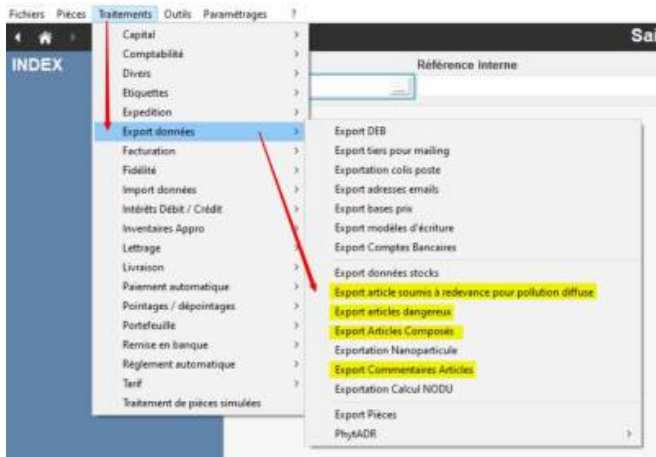 Fichiers Pièces Traitements Outils Paramétrages ?
Sai
INDEX
Référence interne
...
Capital
Comptabilité
Divers
Etiquettes
Expedition
Export données
Facturation
Fidélité
Import données
Intérêts Débit / Crédit
Inventaires Appro
Lettrage
Livraison
Paiement automatique
Pointages / dépointages
Portefeuille
Remise en banque
Règlement automatique
Tarif
Traitement de pièces simulées
Export DEB
Export tiers pour mailing
Exportation colis poste
Export adresses emails
Export bases prix
Export modèles d'écriture
Export Comptes Bancaires
Export données stocks
Export article soumis à redevance pour pollution diffuse
Export articles dangereux
Export Articles Composés
Exportation Nanoparticule
Export Commentaires Articles
Exportation Calcul NODU
Export Pièces
PhytADR